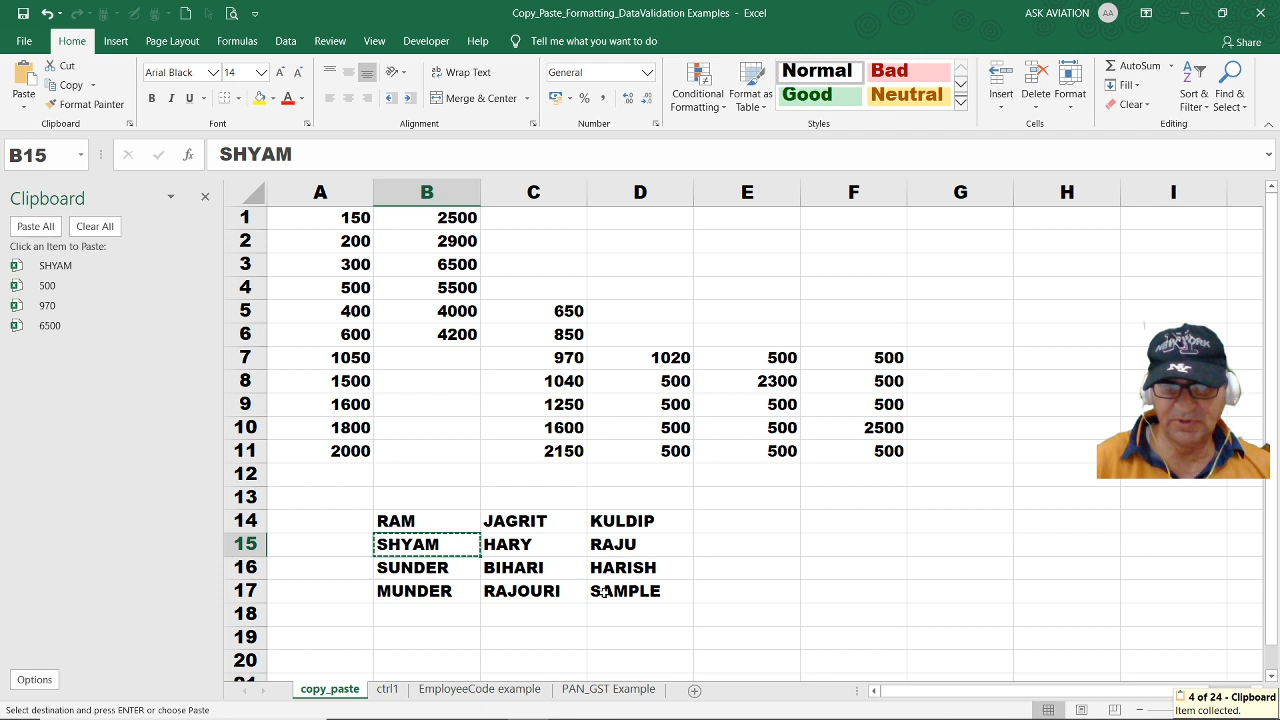 Copy_Paste_Formatting_DataValidation Examples - Excel
ASK AVIATION AA
File Home Insert Page Layout Formulas Data Review View Developer Help Tell me what you want to do Share
Paste Cut Copy Format Painter
Arial Black 14
B I U A
Wrap Text
Merge & Center
General
% ,
Conditional Formatting
Format as Table
Normal Bad
Good Neutral
Insert Delete Format
AutoSum
Fill
Clear
Sort & Filter
Find & Select
Clipboard Font Alignment Number Styles Cells Editing
B15 fx SHYAM
Clipboard
Paste All Clear All
Click an Item to Paste:
SHYAM
500
970
6500
Options
A B C D E F G H I
1 150 2500
2 200 2900
3 300 6500
4 500 5500
5 400 4000 650
6 600 4200 850
7 1050 970 1020 500 500
8 1500 1040 500 2300 500
9 1600 1250 500 500 500
10 1800 1600 500 500 2500
11 2000 2150 500 500 500
12
13
14 RAM JAGRIT KULDIP
15 SHYAM HARY RAJU
16 SUNDER BIHARI HARISH
17 MUNDER RAJOURI SAMPLE
18
19
20
copy_paste ctrl1 EmployeeCode example PAN_GST Example
Select destination and press ENTER or choose Paste
4 of 24 - Clipboard
Item collected.